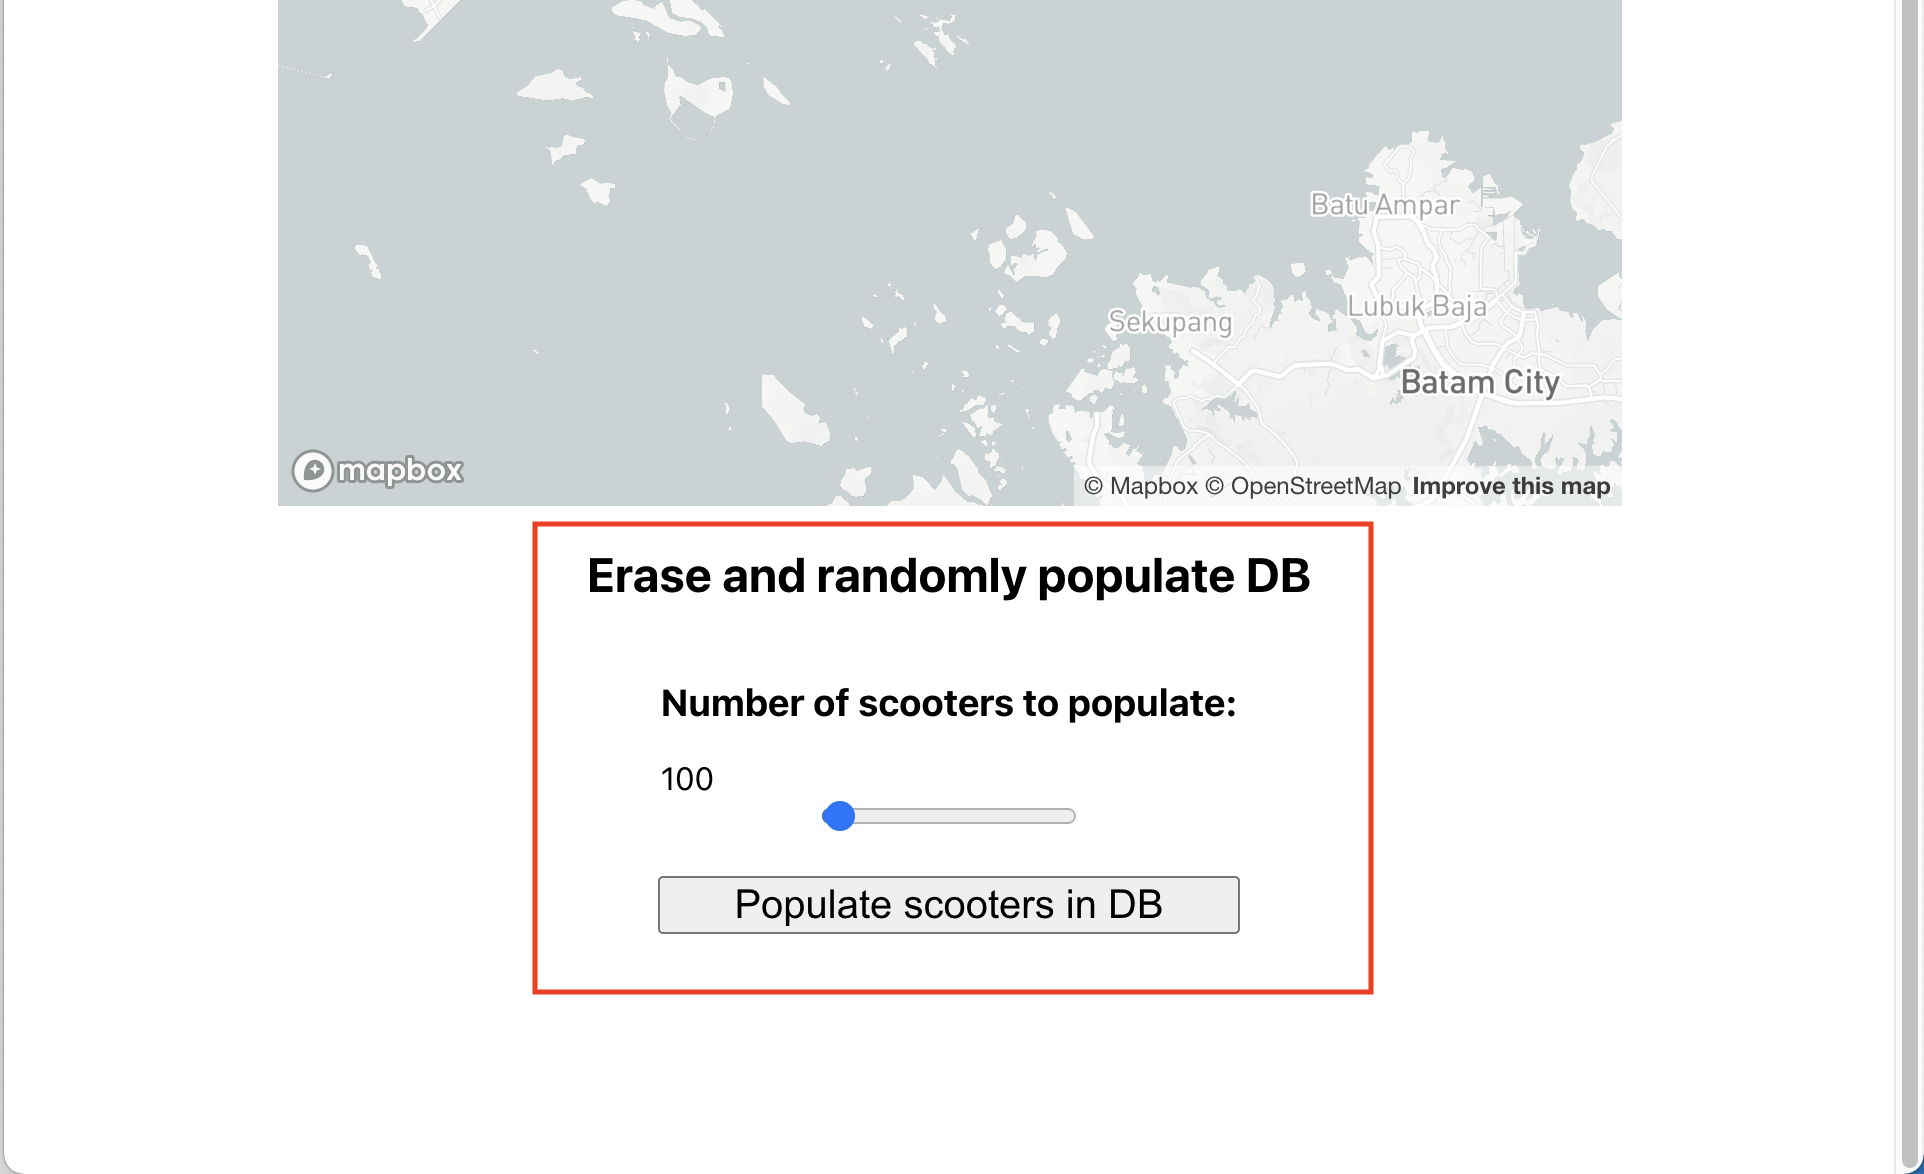 Batu Ampar
Lubuk Baja
Sekupang
Batam City
mapbox
© Mapbox © OpenStreetMap Improve this map
Erase and randomly populate DB
Number of scooters to populate:
100
Populate scooters in DB